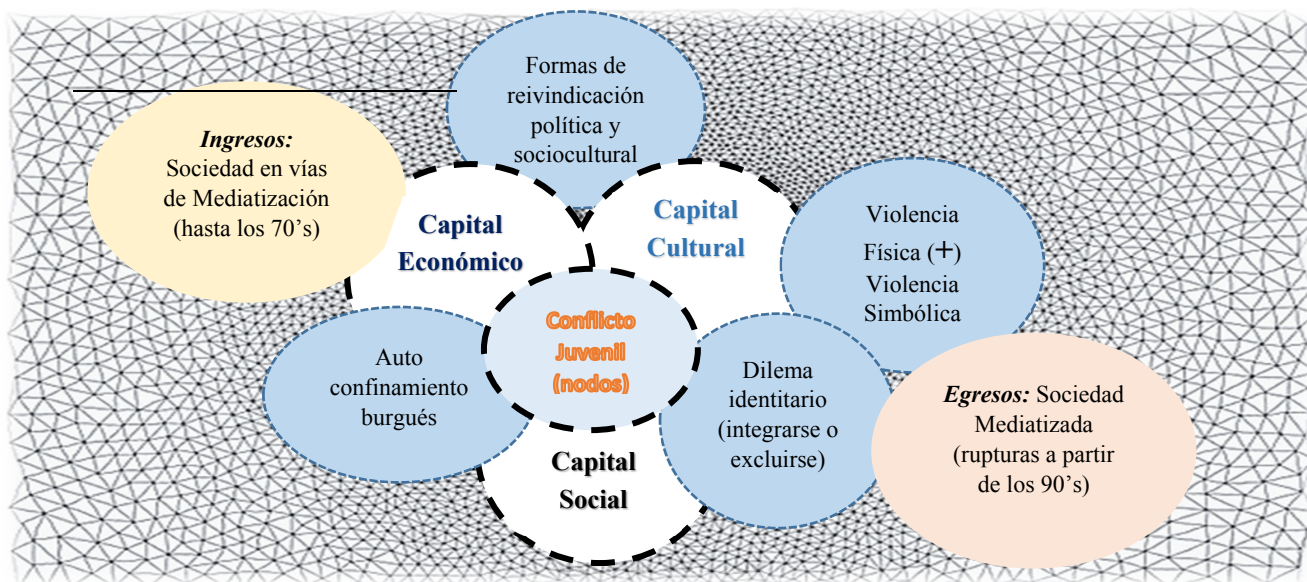 Formas de
reivindicación
política y
sociocultural
Ingresos:
Sociedad en vías
de Mediatización
(hasta los 70’s)
Capital
Económico
Capital
Cultural
Violencia
Física (+)
Violencia
Simbólica
Conflicto
Juvenil
(nodos)
Auto
confinamiento
burgués
Dilema
identitario
(integrarse o
excluirse)
Egresos: Sociedad
Mediatizada
(rupturas a partir
de los 90’s)
Capital
Social